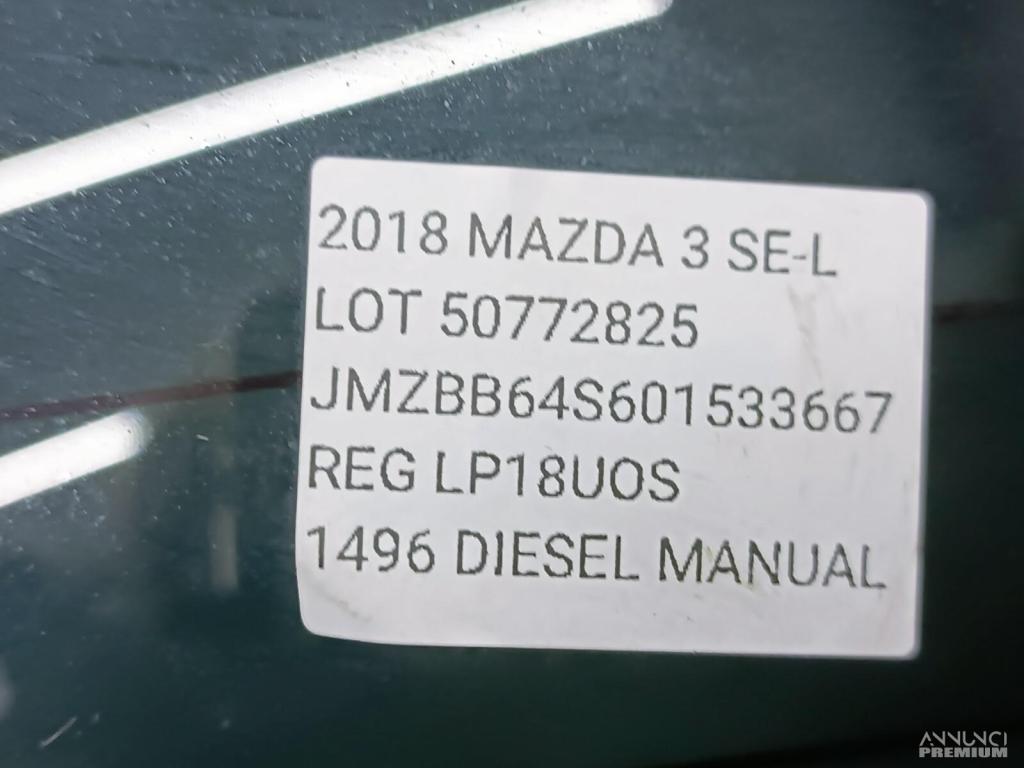 2018 MAZDA 3 SE-L
LOT 50772825
JMZBB64S601533667
REG LP18UOS
1496 DIESEL MANUAL
ANNUNCI
PREMIUM